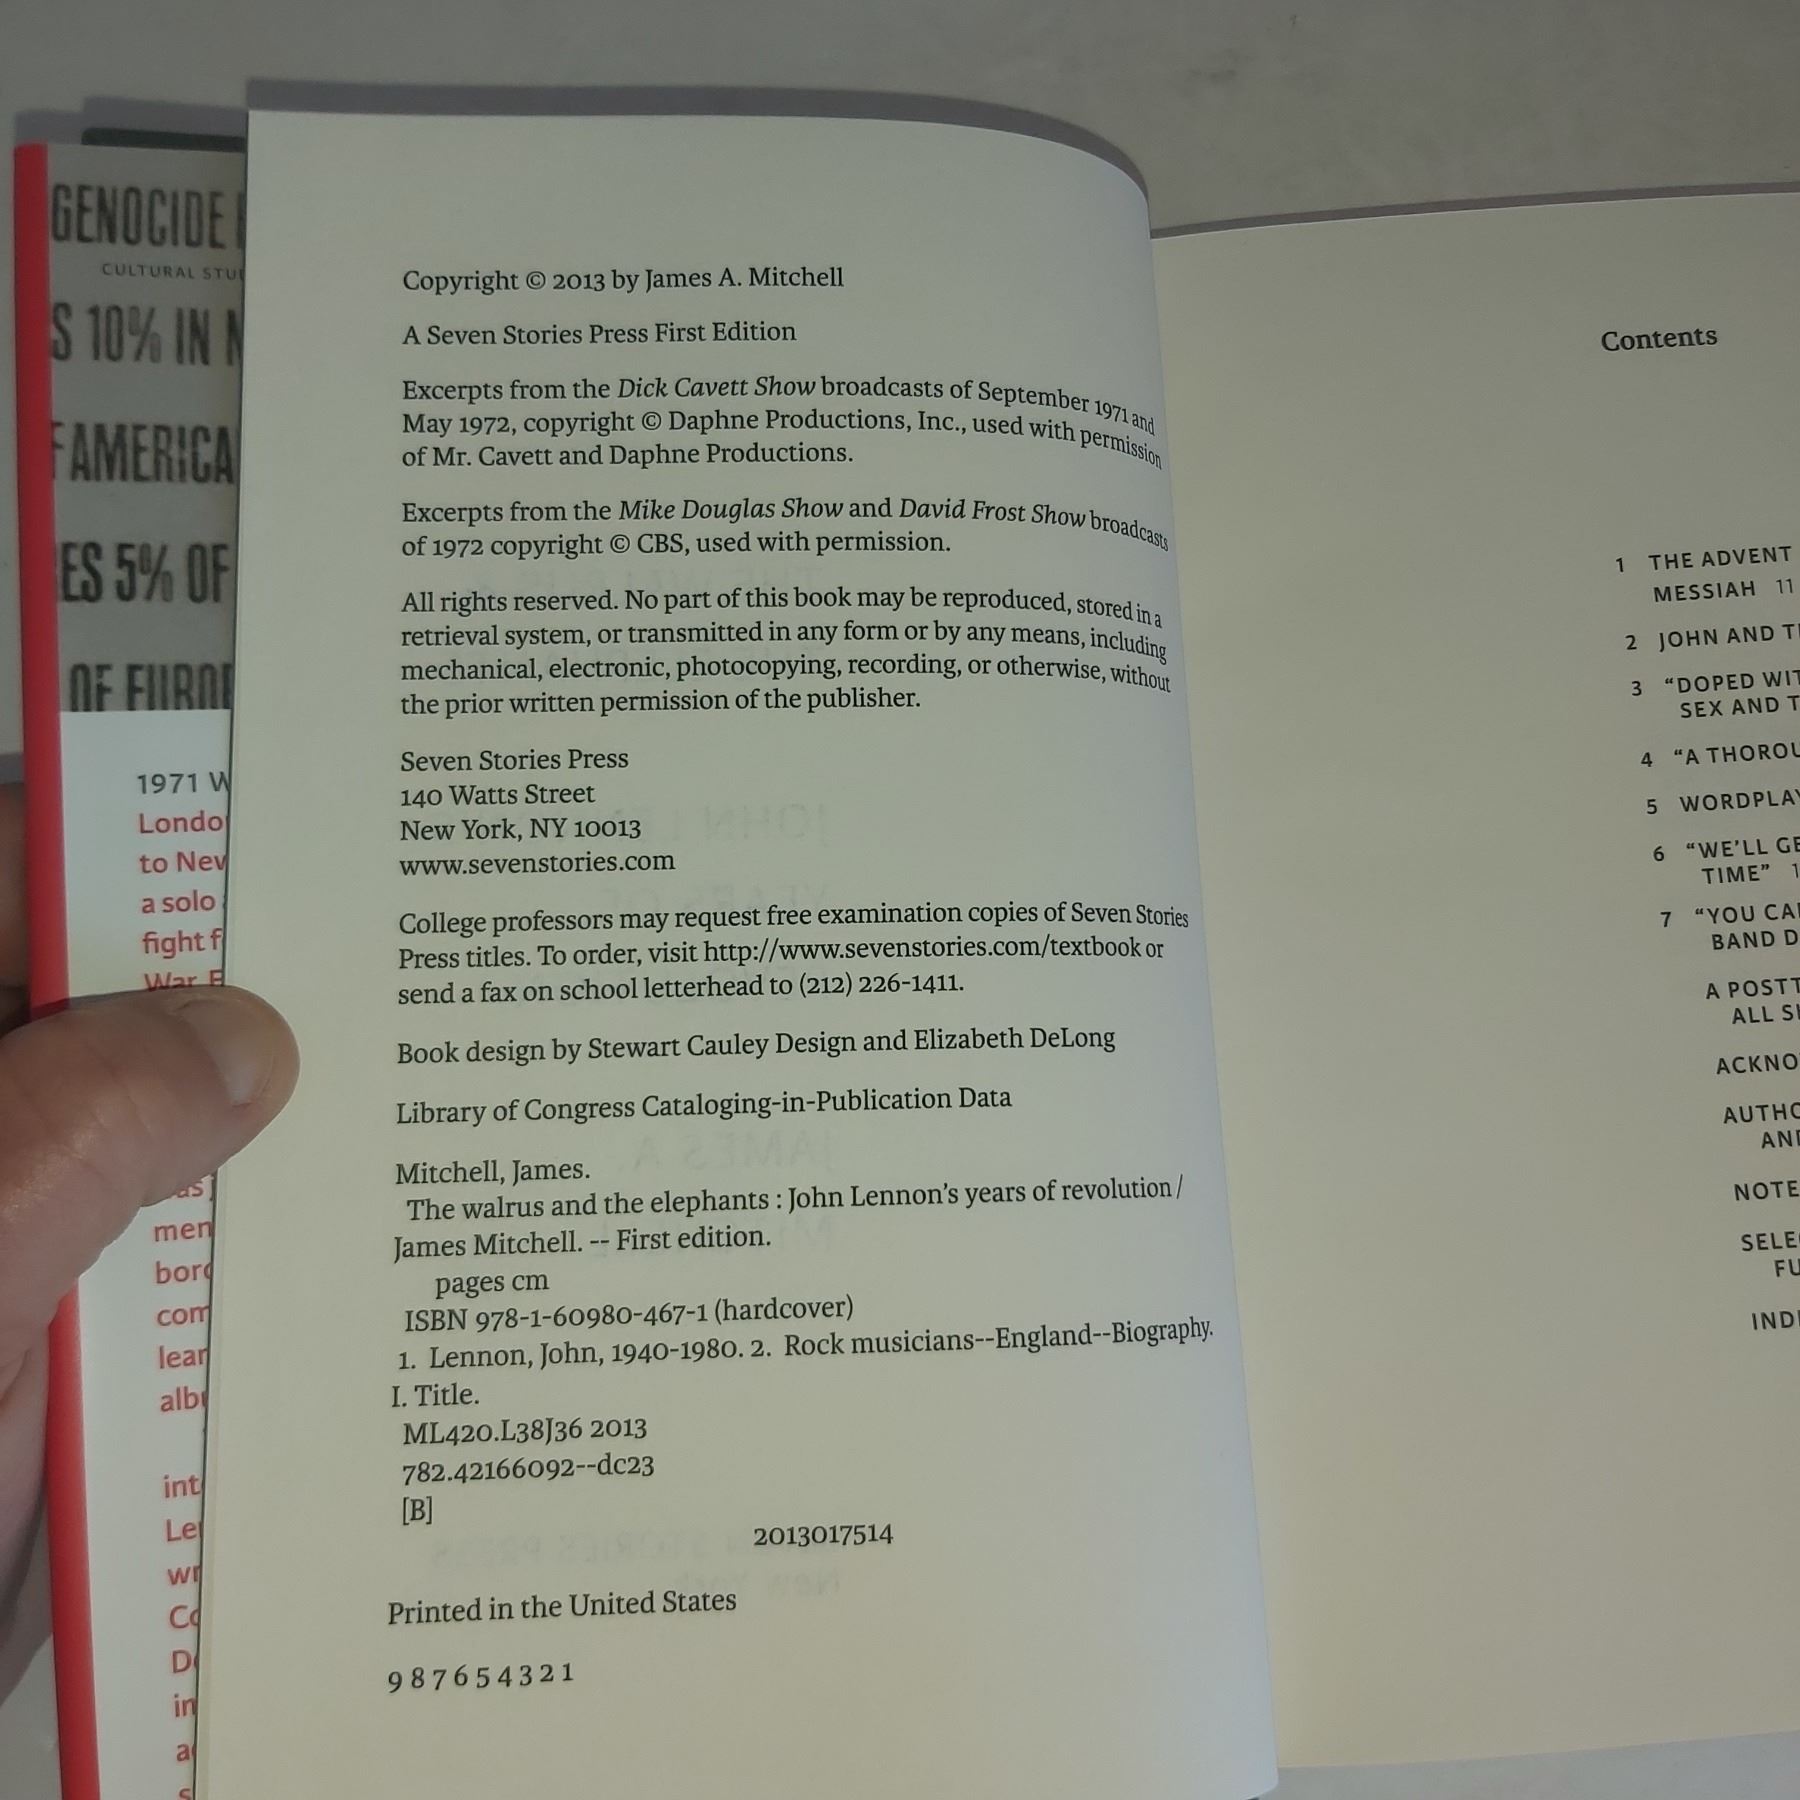 GENOCIDE
CULTURAL
S 10% IN
AMERICA
ES 5% OF
OF EUROPE
1971 W
Londo
to New
a solo
fight f
War
men
bord
com
lear
albu
int
Le
wr
Co
D
in
a
s
Copyright © 2013 by James A. Mitchell
A Seven Stories Press First Edition
Excerpts from the Dick Cavett Show broadcasts of September 1971 and
May 1972, copyright © Daphne Productions, Inc., used with permission
of Mr. Cavett and Daphne Productions.
Excerpts from the Mike Douglas Show and David Frost Show broadcasts
of 1972 copyright © CBS, used with permission.
All rights reserved. No part of this book may be reproduced, stored in a
retrieval system, or transmitted in any form or by any means, including
mechanical, electronic, photocopying, recording, or otherwise, without
the prior written permission of the publisher.
Seven Stories Press
140 Watts Street
New York, NY 10013
www.sevenstories.com
College professors may request free examination copies of Seven Stories
Press titles. To order, visit http://www.sevenstories.com/textbook or
send a fax on school letterhead to (212) 226-1411.
Book design by Stewart Cauley Design and Elizabeth DeLong
Library of Congress Cataloging-in-Publication Data
Mitchell, James.
The walrus and the elephants : John Lennon's years of revolution /
James Mitchell. -- First edition.
pages cm
ISBN 978-1-60980-467-1 (hardcover)
1. Lennon, John, 1940-1980. 2. Rock musicians--England--Biography.
I. Title.
ML420.L38J36 2013
782.42166092--dc23
[B]
2013017514
Printed in the United States
9 8 7 6 5 4 3 2 1
Contents
1 THE ADVENT
MESSIAH 11
2 JOHN AND
3 "DOPED WIT
SEX AND T
4 "A THOROU
5 WORDPLAY
6 "WE'LL GE
TIME" 1
7 "YOU CA
BAND D
A POSTT
ALL S
ACKNO
AUTHO
AN
NOTE
SELE
FU
IND